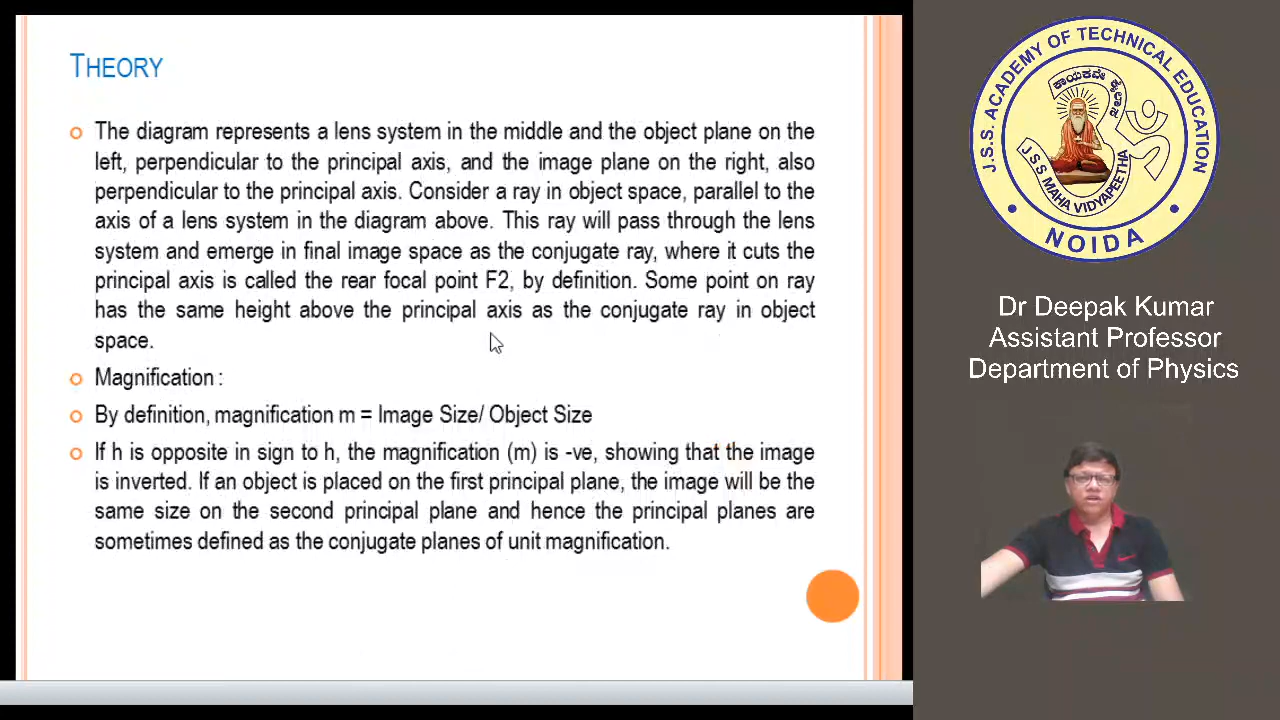 THEORY
The diagram represents a lens system in the middle and the object plane on the
left, perpendicular to the principal axis, and the image plane on the right, also
perpendicular to the principal axis. Consider a ray in object space, parallel to the
axis of a lens system in the diagram above. This ray will pass through the lens
system and emerge in final image space as the conjugate ray, where it cuts the
principal axis is called the rear focal point F2, by definition. Some point on ray
has the same height above the principal axis as the conjugate ray in object
space.
Magnification :
By definition, magnification m = Image Size/ Object Size
If h is opposite in sign to h, the magnification (m) is -ve, showing that the image
is inverted. If an object is placed on the first principal plane, the image will be the
same size on the second principal plane and hence the principal planes are
sometimes defined as the conjugate planes of unit magnification.
J.S.S. ACADEMY OF TECHNICAL EDUCATION
ಕಾಯಕವೇ ಕೈಲಾಸ
JSS MAHA VIDYAPEETHA
NOIDA
Dr Deepak Kumar
Assistant Professor
Department of Physics